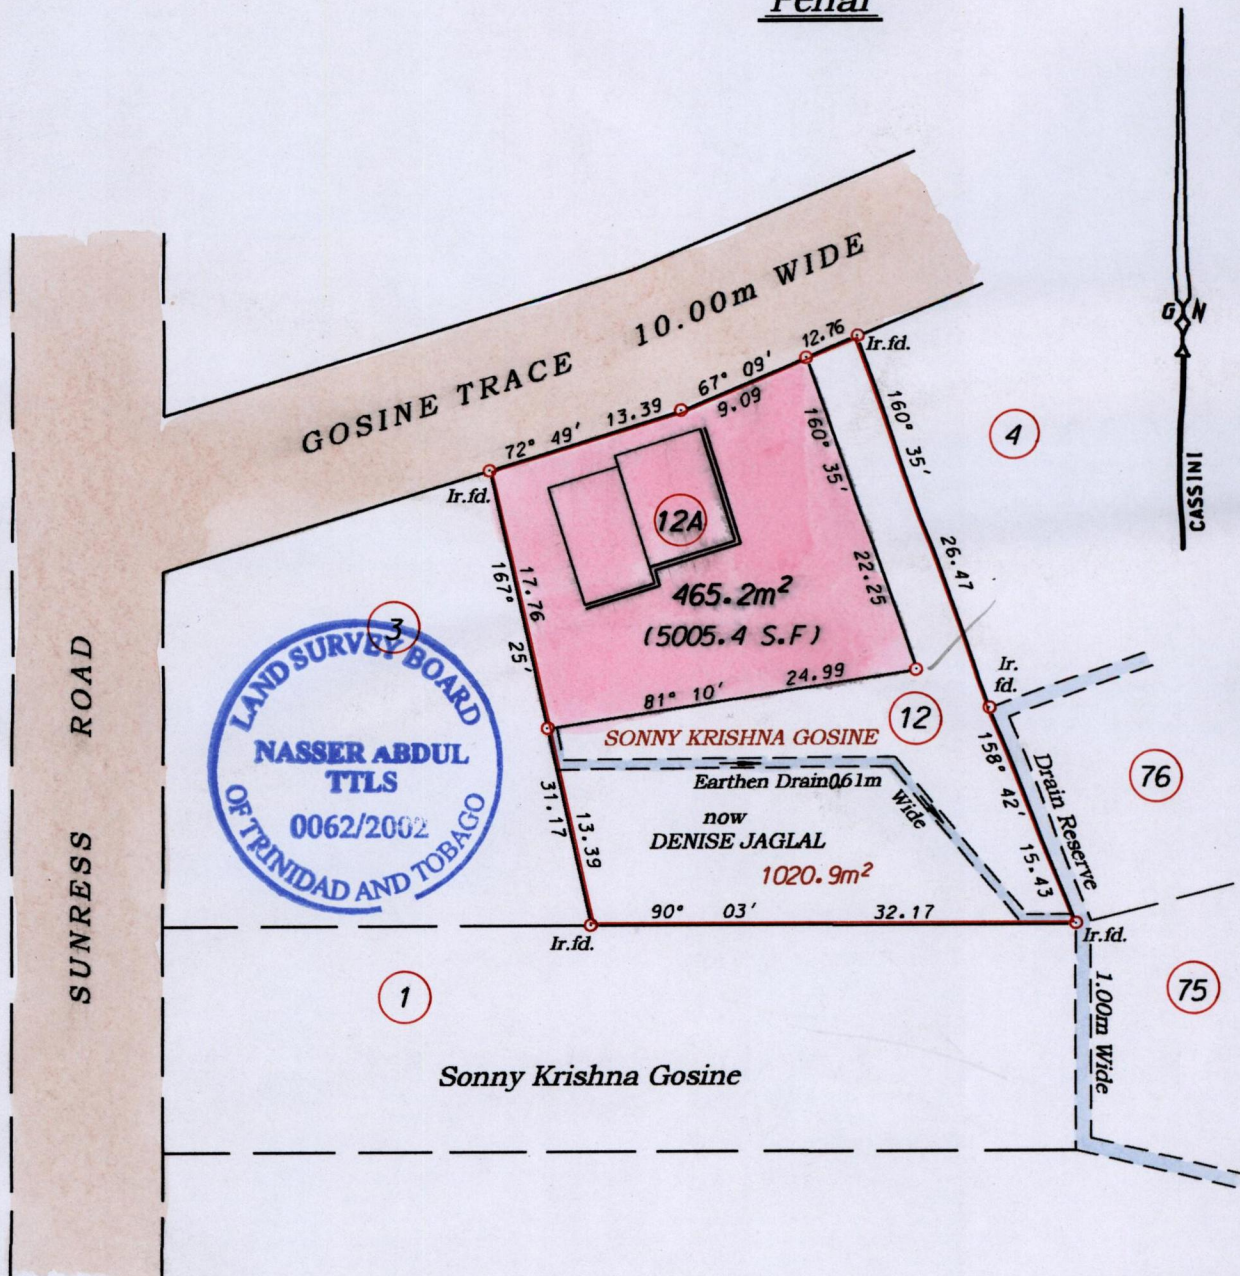 Penal
GOSINE TRACE 10.00m WIDE
12.76
Ir.fd.
67° 09'
9.09
72° 49' 13.39
Ir.fd.
160° 35'
22.25
160° 35'
26.47
4
G N
CASSINI
12A
465.2m²
(5005.4 S.F)
17.76
167° 25'
31.17
13.39
81° 10' 24.99
3
LAND SURVEY BOARD
NASSER ABDUL
TTLS
0062/2002
OF TRINIDAD AND TOBAGO
SUNRESS ROAD
Ir.
fd.
12
SONNY KRISHNA GOSINE
Earthen Drain 0.61m
Wide
now
DENISE JAGLAL
1020.9m²
158° 42'
15.43
Drain Reserve
76
90° 03' 32.17
Ir.fd.
Ir.fd.
1
75
1.00m Wide
Sonny Krishna Gosine